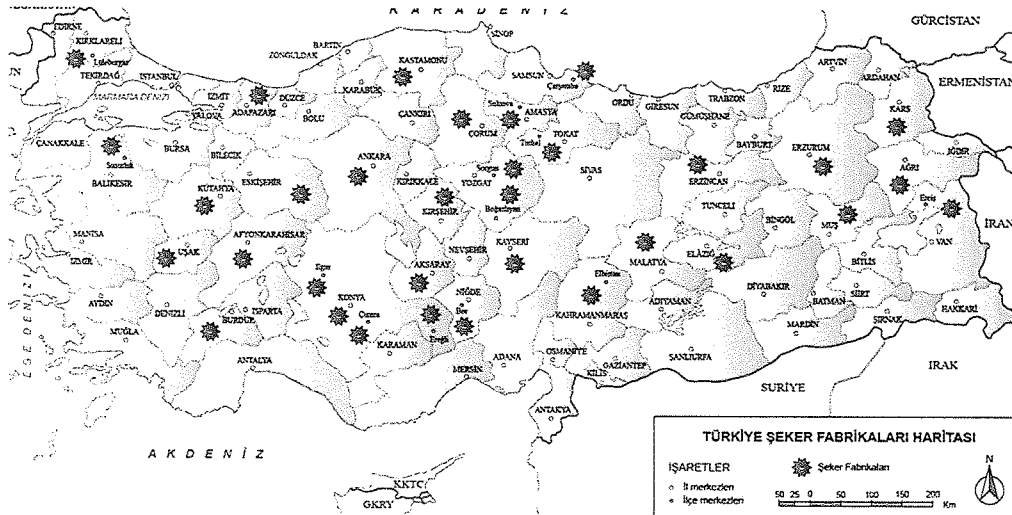 KARADENİZ
GÜRCİSTAN
ERMENİSTAN
EDİRNE
KIRKLARELİ
Lüleburgaz
TEKİRDAĞ
İSTANBUL
MARMARA DENİZİ
YALOVA
İZMİT
ADAPAZARI
DÜZCE
BOLU
ZONGULDAK
BARTIN
KARABÜK
KASTAMONU
SİNOP
SAMSUN
Çarşamba
ORDU
GİRESUN
TRABZON
RİZE
ARTVİN
ARDAHAN
KARS
IĞDIR
AĞRI
ERZURUM
BAYBURT
GÜMÜŞHANE
ERZİNCAN
TUNCELİ
BİNGÖL
MUŞ
Erciş
VAN
İRAN
BİTLİS
SİİRT
BATMAN
HAKKARİ
ŞIRNAK
MARDİN
DİYABAKIR
ELAZIĞ
MALATYA
ADIYAMAN
ŞANLIURFA
GAZİANTEP
KİLİS
OSMANİYE
KAHRAMANMARAŞ
Elbistan
SİVAS
TOKAT
Turhal
AMASYA
Suluova
ÇORUM
ÇANKIRI
ANKARA
KIRIKKALE
YOZGAT
Sorgun
Boğazlıyan
KIRŞEHİR
NEVŞEHİR
KAYSERİ
AKSARAY
NİĞDE
Bor
Ereğli
KONYA
Çumra
Ilgın
KARAMAN
MERSİN
ADANA
ANTAKYA
ANTALYA
ISPARTA
BURDUR
DENİZLİ
MUĞLA
AYDIN
İZMİR
MANİSA
UŞAK
AFYONKARAHİSAR
KÜTAHYA
ESKİŞEHİR
BİLECİK
BURSA
BALIKESİR
Susurluk
ÇANAKKALE
EGE DENİZİ
AKDENİZ
KKTC
GKRY
SURİYE
IRAK
TÜRKİYE ŞEKER FABRİKALARI HARİTASI
İŞARETLER
Şeker Fabrikaları
N
İl merkezleri
İlçe merkezleri
50 25 0 50 100 150 200
Km